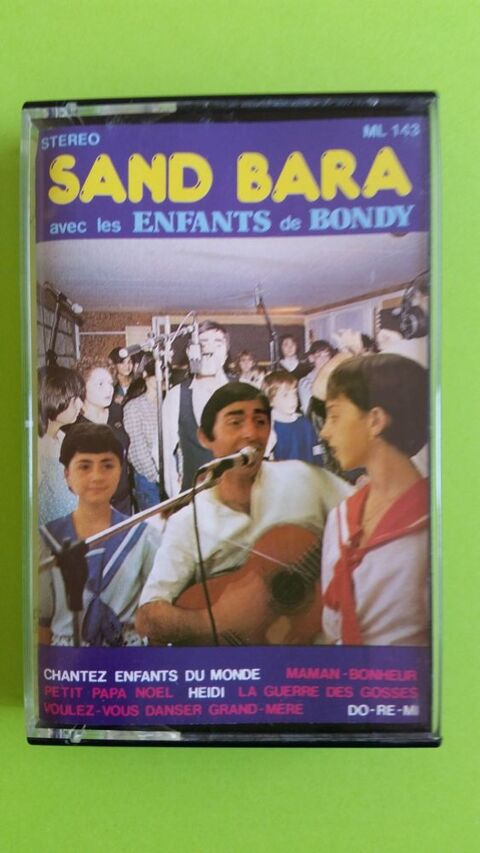 STEREO ML 143
SAND BARA
avec les ENFANTS de BONDY
CHANTEZ ENFANTS DU MONDE MAMAN-BONHEUR
PETIT PAPA NOEL HEIDI LA GUERRE DES GOSSES
VOULEZ-VOUS DANSER GRAND-MERE DO-RE-MI